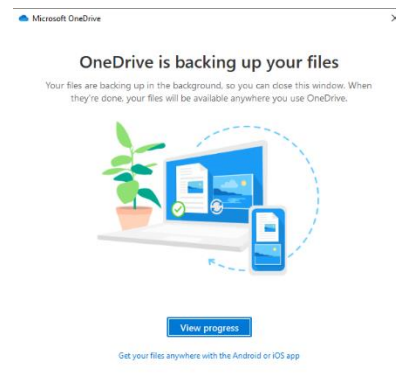 Microsoft OneDrive
OneDrive is backing up your files
Your files are backing up in the background, so you can close this window. When
they're done, your files will be available anywhere you use OneDrive.
View progress
Get your files anywhere with the Android or iOS app